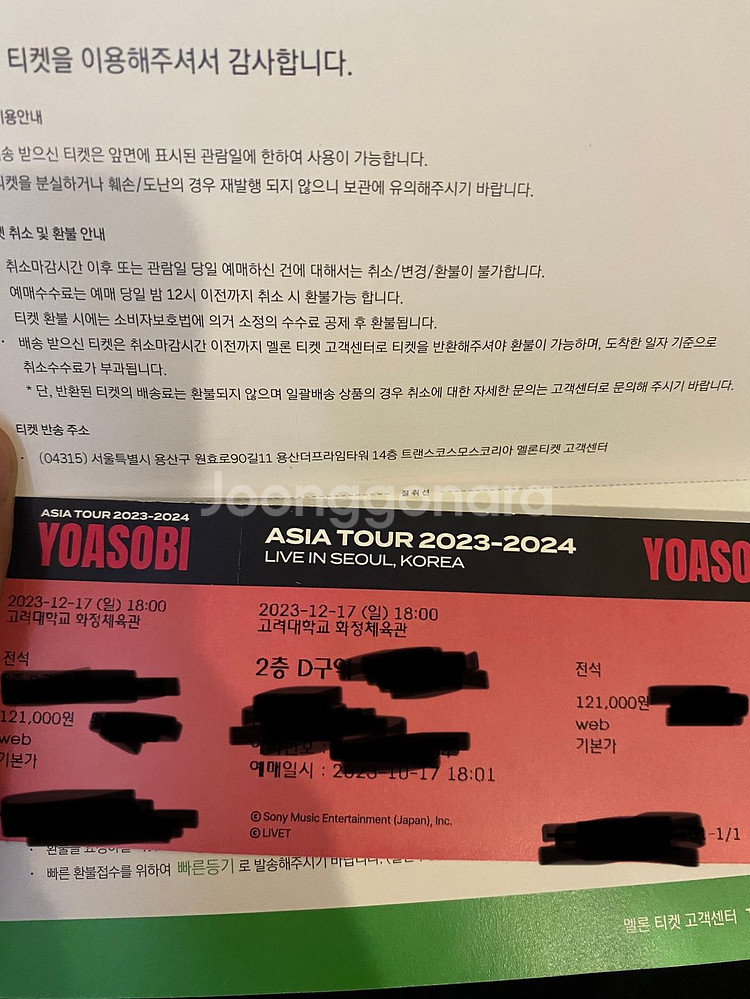 티켓을 이용해주셔서 감사합니다.
이용안내
송 받으신 티켓은 앞면에 표시된 관람일에 한하여 사용이 가능합니다.
티켓을 분실하거나 훼손/도난의 경우 재발행 되지 않으니 보관에 유의해주시기 바랍니다.
켓 취소 및 환불 안내
취소마감시간 이후 또는 관람일 당일 예매하신 건에 대해서는 취소/변경/환불이 불가합니다.
예매수수료는 예매 당일 밤 12시 이전까지 취소 시 환불가능 합니다.
티켓 환불 시에는 소비자보호법에 의거 소정의 수수료 공제 후 환불됩니다.
· 배송 받으신 티켓은 취소마감시간 이전까지 멜론 티켓 고객센터로 티켓을 반환해주셔야 환불이 가능하며, 도착한 일자 기준으로
취소수수료가 부과됩니다.
* 단, 반환된 티켓의 배송료는 환불되지 않으며 일괄배송 상품의 경우 취소에 대한 자세한 문의는 고객센터로 문의해 주시기 바랍니다.
티켓 반송 주소
· (04315) 서울특별시 용산구 원효로90길11 용산더프라임타워 14층 트랜스코스모스코리아 멜론티켓 고객센터
절취선
Joonggonara
ASIA TOUR 2023-2024
YOASOBI
2023-12-17 (일) 18:00
고려대학교 화정체육관
전석
121,000원
web
기본가
ASIA TOUR 2023-2024
LIVE IN SEOUL, KOREA
2023-12-17 (일) 18:00
고려대학교 화정체육관
2층 D구역
예매일시 : 2023-10-17 18:01
© Sony Music Entertainment (Japan), Inc.
© LIVET
YOASO
전석
121,000원
web
기본가
-1/1
· 빠른 환불접수를 위하여 빠른등기 로 발송해주시기 바랍니다.
멜론 티켓 고객센터